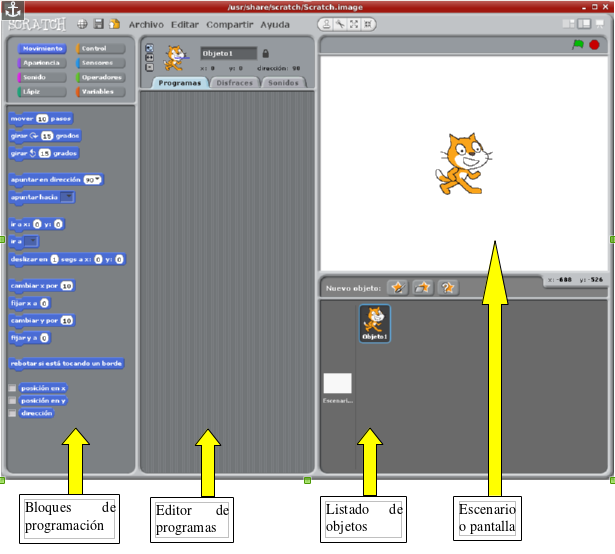 /usr/share/scratch/Scratch.image
SCRATCH Archivo Editar Compartir Ayuda
Movimiento Control
Apariencia Sensores
Sonido Operadores
Lápiz Variables
mover 10 pasos
girar 15 grados
girar 15 grados
apuntar en dirección 90
apuntar hacia
ir a x: 0 y: 0
ir a
deslizar en 1 segs a x: 0 y: 0
cambiar x por 10
fijar x a 0
cambiar y por 10
fijar y a 0
rebotar si está tocando un borde
posición en x
posición en y
dirección
Objeto1
x: 0 y: 0 dirección: 90
Programas Disfraces Sonidos
x: -688 y: -526
Nuevo objeto:
Objeto1
Escenari...
Bloques de
programación
Editor de
programas
Listado de
objetos
Escenario
o pantalla